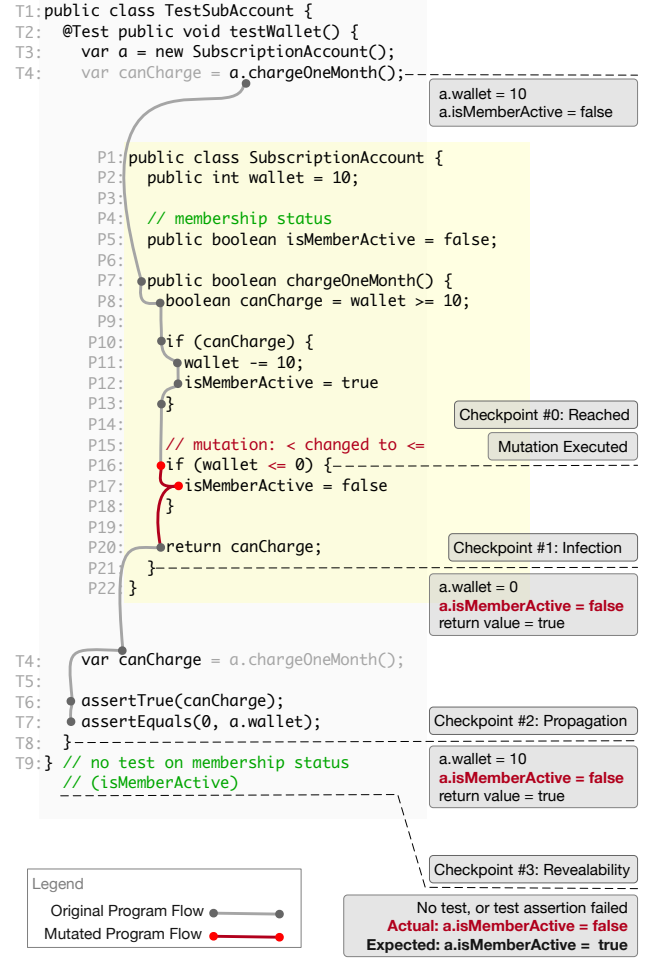 T1: public class TestSubAccount {
T2: @Test public void testWallet() {
T3: var a = new SubscriptionAccount();
T4: var canCharge = a.chargeOneMonth();
a.wallet = 10
a.isMemberActive = false
P1: public class SubscriptionAccount {
P2: public int wallet = 10;
P3:
P4: // membership status
P5: public boolean isMemberActive = false;
P6:
P7: public boolean chargeOneMonth() {
P8: boolean canCharge = wallet >= 10;
P9:
P10: if (canCharge) {
P11: wallet -= 10;
P12: isMemberActive = true
P13: }
P14:
Checkpoint #0: Reached
P15: // mutation: < changed to <=
Mutation Executed
P16: if (wallet <= 0) {
P17: isMemberActive = false
P18: }
P19:
P20: return canCharge;
Checkpoint #1: Infection
P21: }
P22: }
a.wallet = 0
a.isMemberActive = false
return value = true
T4: var canCharge = a.chargeOneMonth();
T5:
T6: assertTrue(canCharge);
T7: assertEquals(0, a.wallet);
Checkpoint #2: Propagation
T8: }
T9: } // no test on membership status
// (isMemberActive)
a.wallet = 10
a.isMemberActive = false
return value = true
Checkpoint #3: Revealability
No test, or test assertion failed
Actual: a.isMemberActive = false
Expected: a.isMemberActive = true
Legend
Original Program Flow
Mutated Program Flow